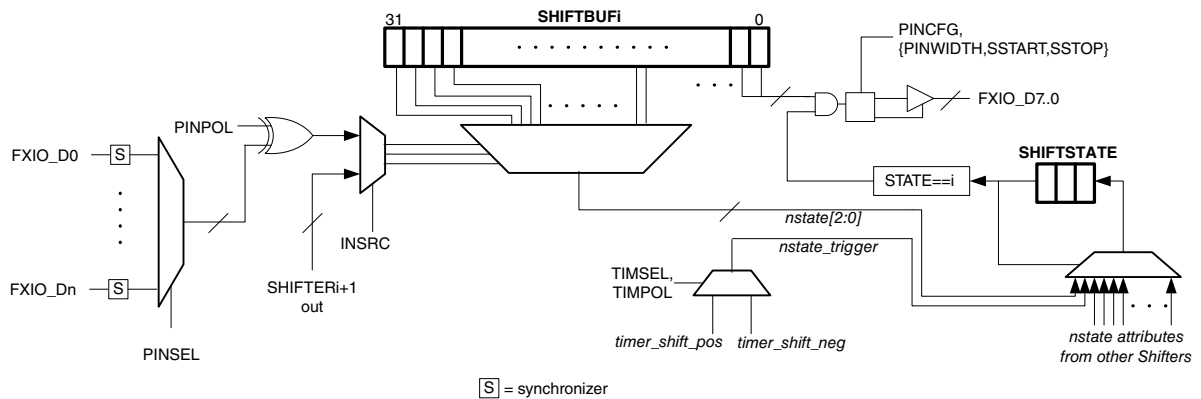 31 SHIFTBUFi 0
PINCFG,
{PINWIDTH,SSTART,SSTOP}
FXIO_D7..0
PINPOL
FXIO_D0
S
SHIFTSTATE
STATE==i
nstate[2:0]
nstate_trigger
INSRC
TIMSEL,
TIMPOL
SHIFTERi+1
out
FXIO_Dn
S
timer_shift_pos timer_shift_neg
nstate attributes
from other Shifters
PINSEL
S = synchronizer